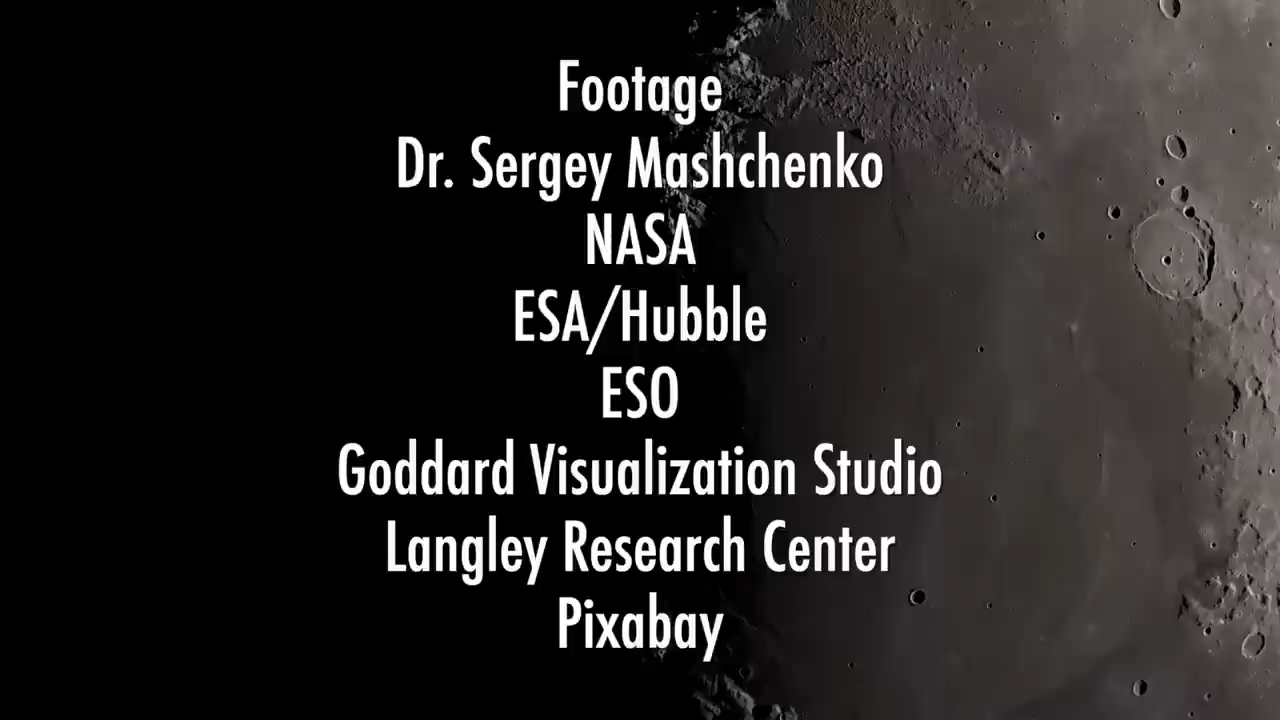 Footage
Dr. Sergey Mashchenko
NASA
ESA/Hubble
ESO
Goddard Visualization Studio
Langley Research Center
Pixabay